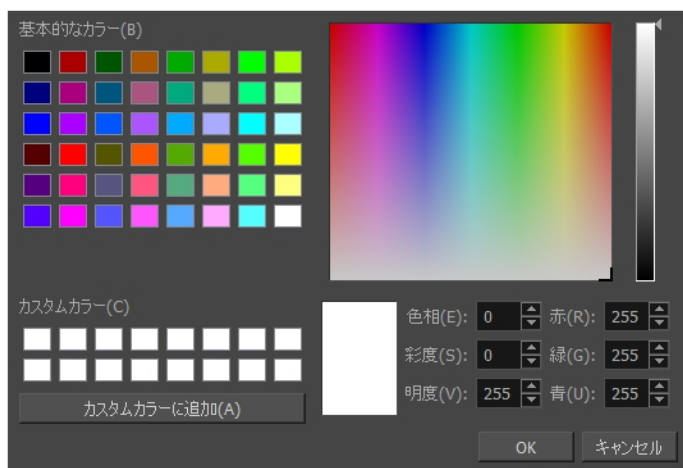 基本的なカラー(B)
カスタムカラー(C)
カスタムカラーに追加(A)
色相(E): 0 赤(R): 255
彩度(S): 0 緑(G): 255
明度(V): 255 青(U): 255
OK キャンセル